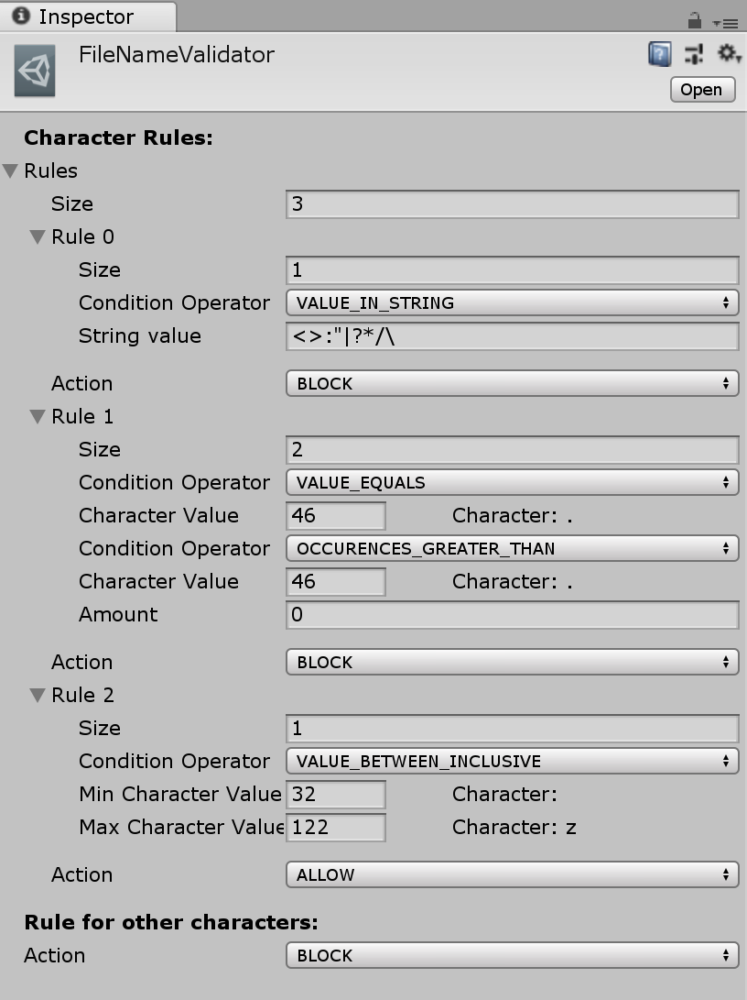 Inspector
FileNameValidator
Open
Character Rules:
Rules
Size 3
Rule 0
Size 1
Condition Operator VALUE_IN_STRING
String value <>:"|?*/\
Action BLOCK
Rule 1
Size 2
Condition Operator VALUE_EQUALS
Character Value 46 Character: .
Condition Operator OCCURENCES_GREATER_THAN
Character Value 46 Character: .
Amount 0
Action BLOCK
Rule 2
Size 1
Condition Operator VALUE_BETWEEN_INCLUSIVE
Min Character Value 32 Character:
Max Character Value 122 Character: z
Action ALLOW
Rule for other characters:
Action BLOCK